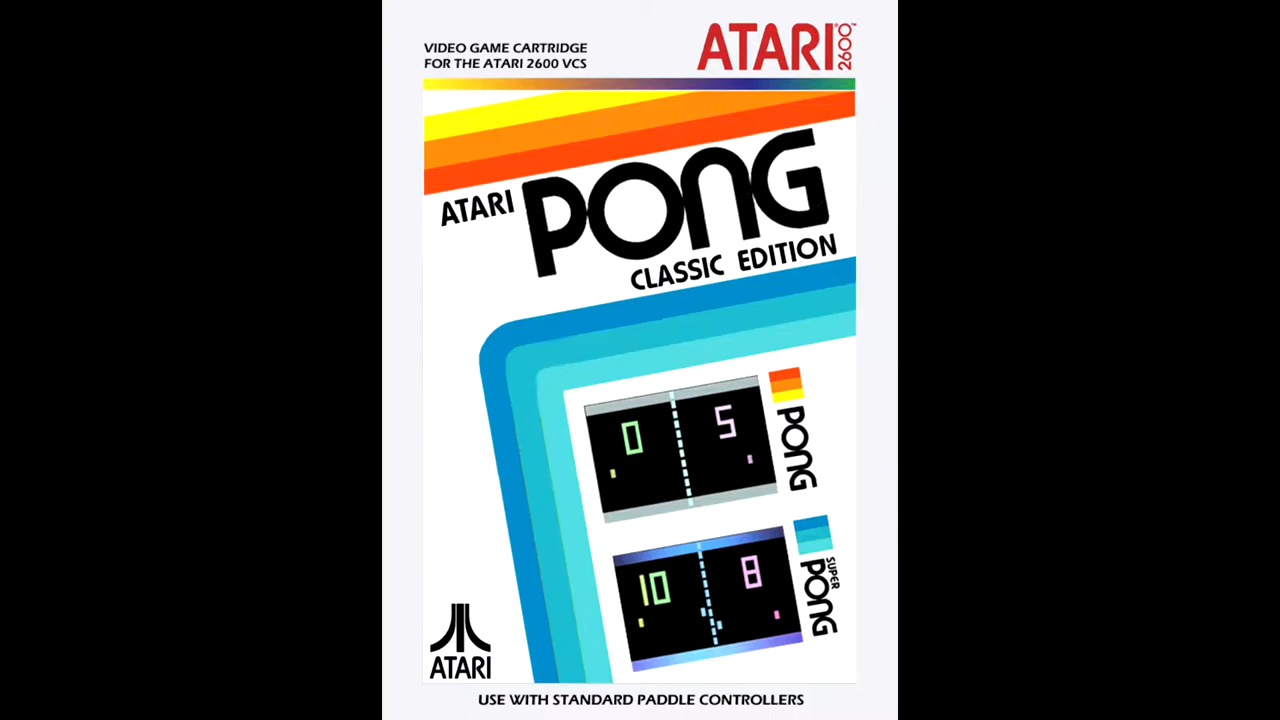 VIDEO GAME CARTRIDGE
FOR THE ATARI 2600 VCS
ATARI 2600™
ATARI PONG
CLASSIC EDITION
0 5
PONG
10 8
SUPER
PONG
ATARI
USE WITH STANDARD PADDLE CONTROLLERS